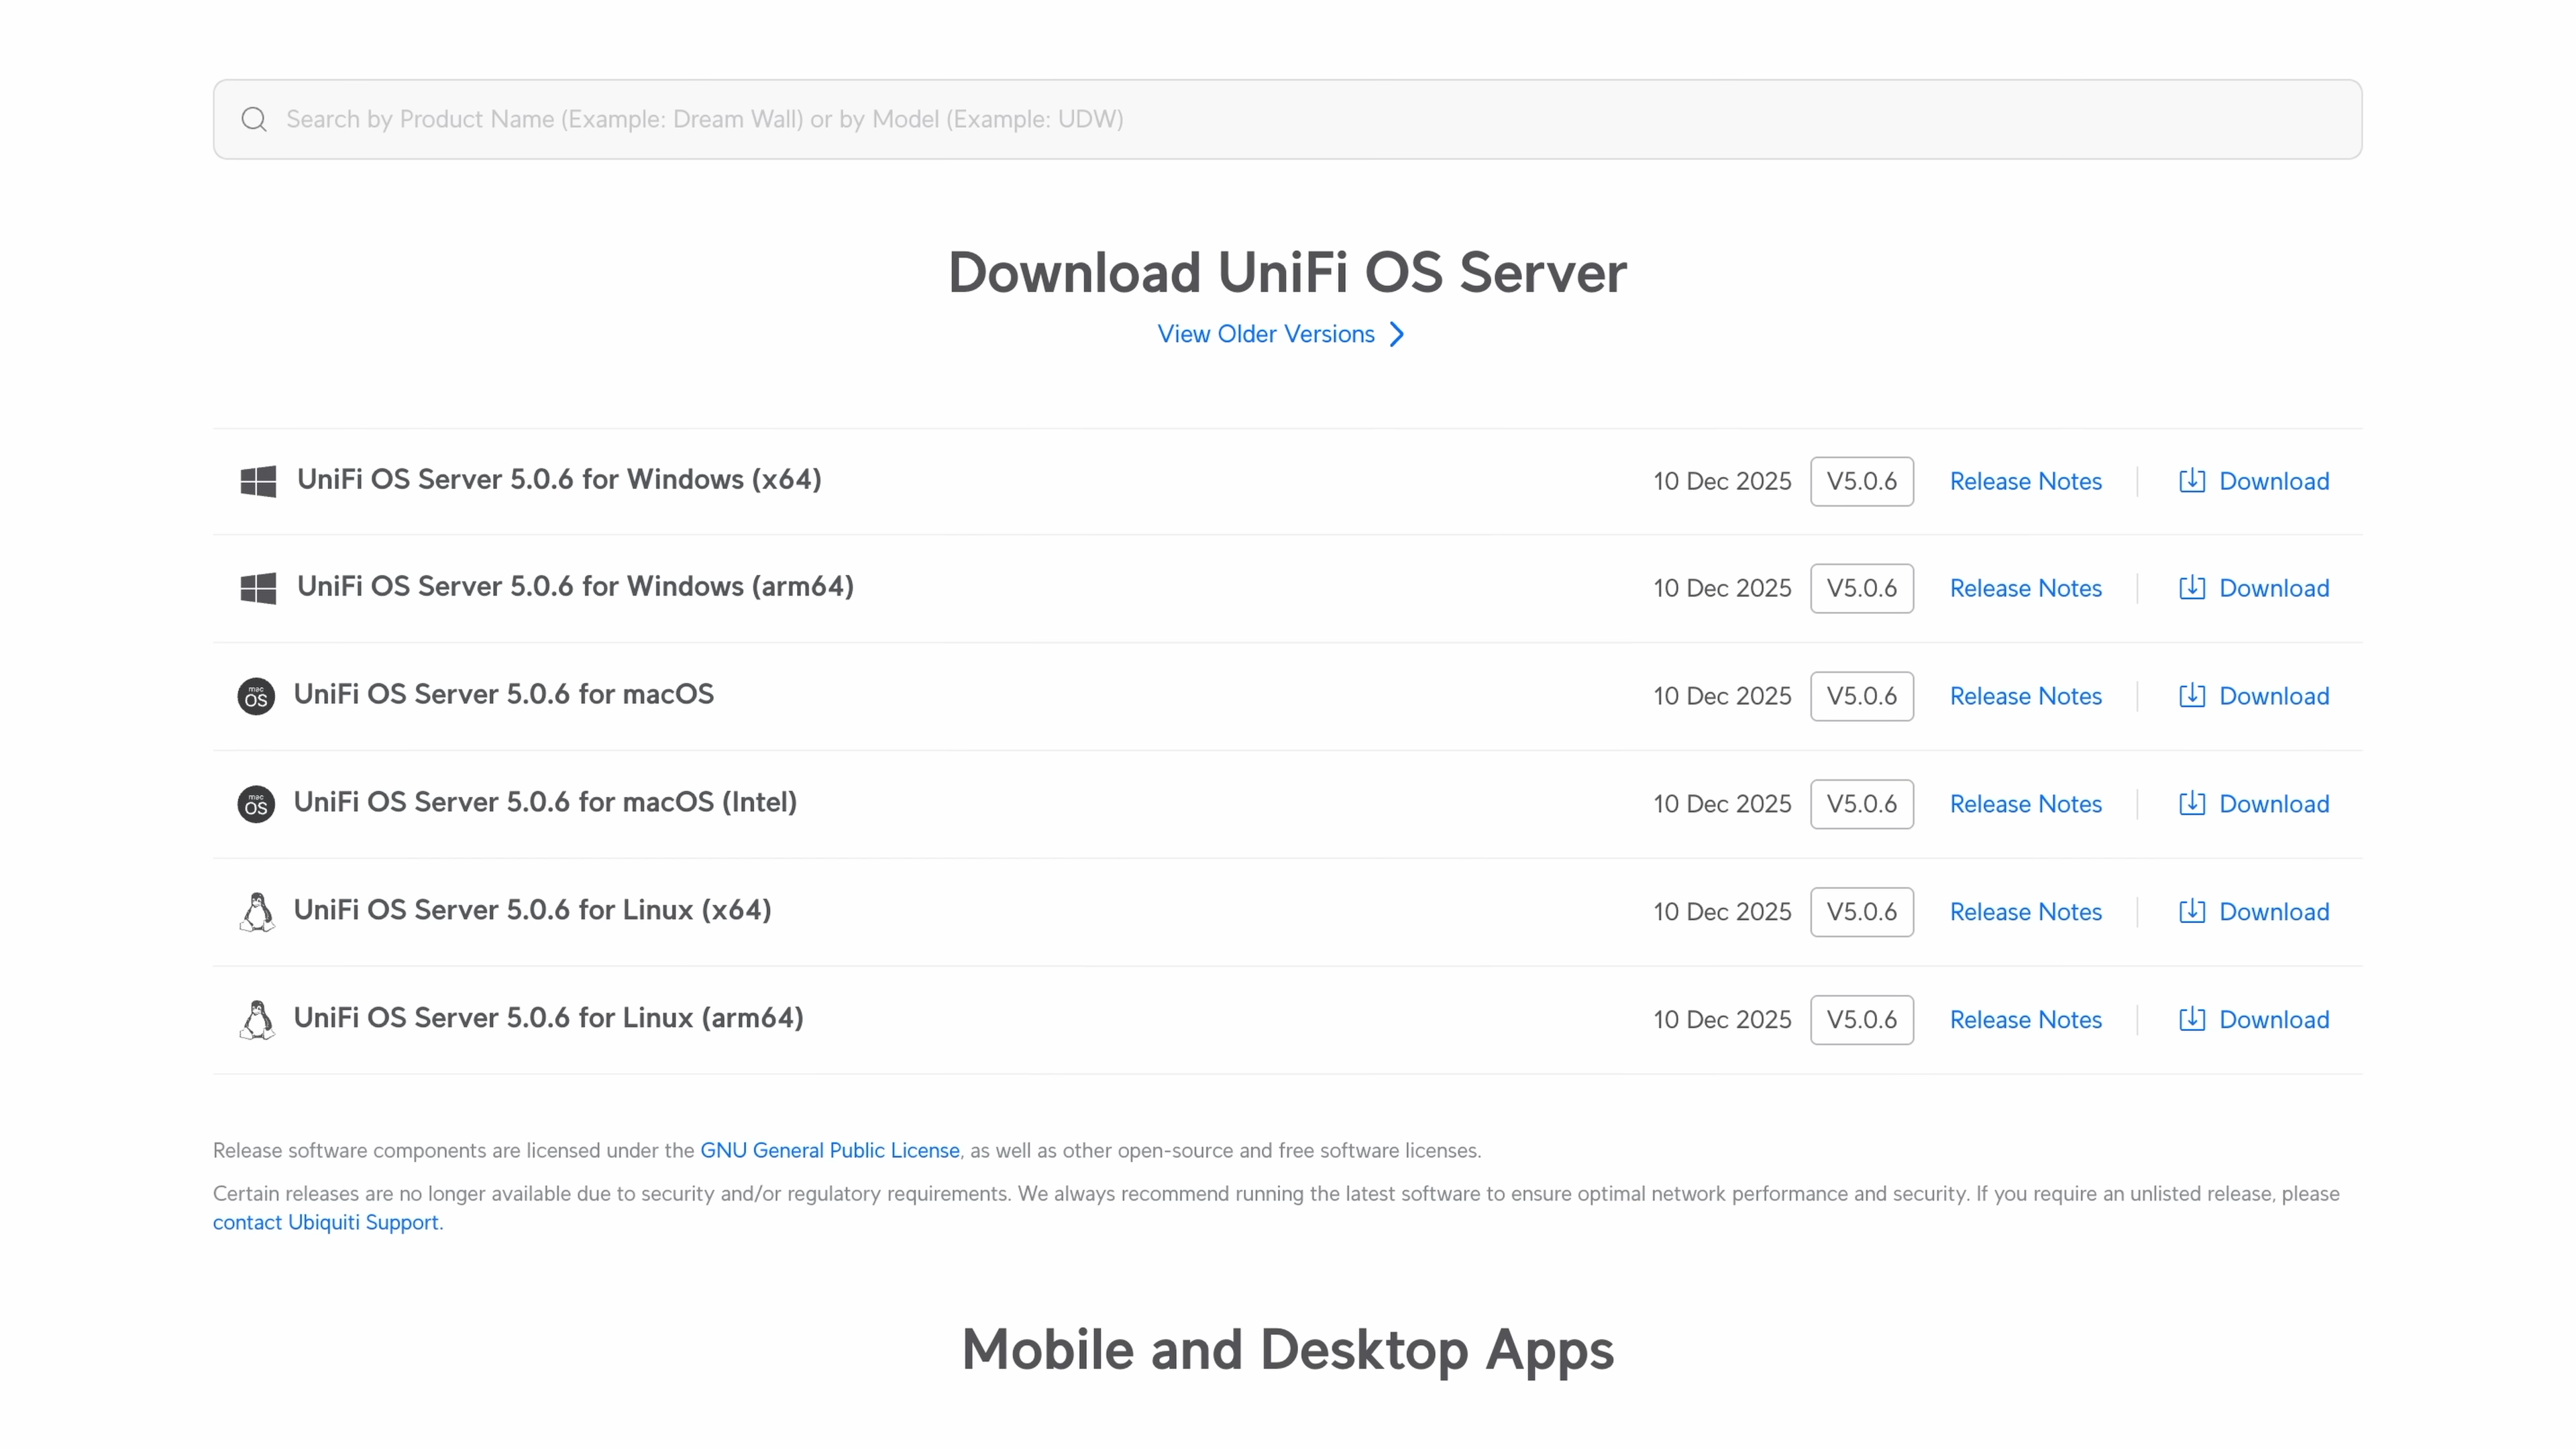 Search by Product Name (Example: Dream Wall) or by Model (Example: UDW)
Download UniFi OS Server
View Older Versions
UniFi OS Server 5.0.6 for Windows (x64) 10 Dec 2025 V5.0.6 Release Notes Download
UniFi OS Server 5.0.6 for Windows (arm64) 10 Dec 2025 V5.0.6 Release Notes Download
mac
OS
UniFi OS Server 5.0.6 for macOS 10 Dec 2025 V5.0.6 Release Notes Download
mac
OS
UniFi OS Server 5.0.6 for macOS (Intel) 10 Dec 2025 V5.0.6 Release Notes Download
UniFi OS Server 5.0.6 for Linux (x64) 10 Dec 2025 V5.0.6 Release Notes Download
UniFi OS Server 5.0.6 for Linux (arm64) 10 Dec 2025 V5.0.6 Release Notes Download
Release software components are licensed under the GNU General Public License, as well as other open-source and free software licenses.
Certain releases are no longer available due to security and/or regulatory requirements. We always recommend running the latest software to ensure optimal network performance and security. If you require an unlisted release, please
contact Ubiquiti Support.
Mobile and Desktop Apps